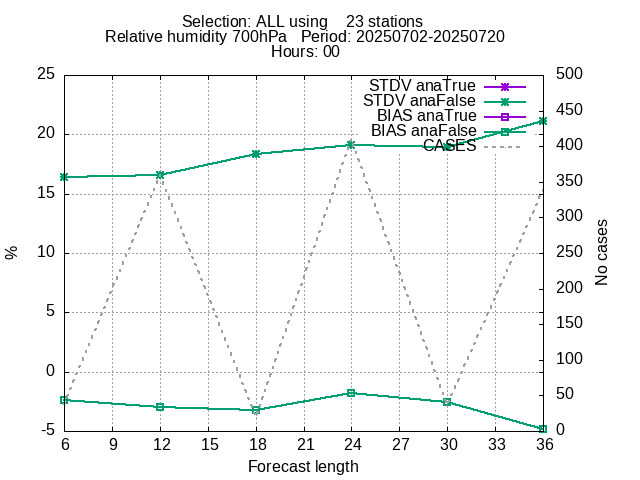 Selection: ALL using    23 stations
Relative humidity 700hPa   Period: 20250702-20250720
Hours: 00
25
20
15
10
5
0
-5
500
450
400
350
300
250
200
150
100
50
0
STDV anaTrue
STDV anaFalse
BIAS anaTrue
BIAS anaFalse
CASES
%
No cases
6 9 12 15 18 21 24 27 30 33 36
Forecast length